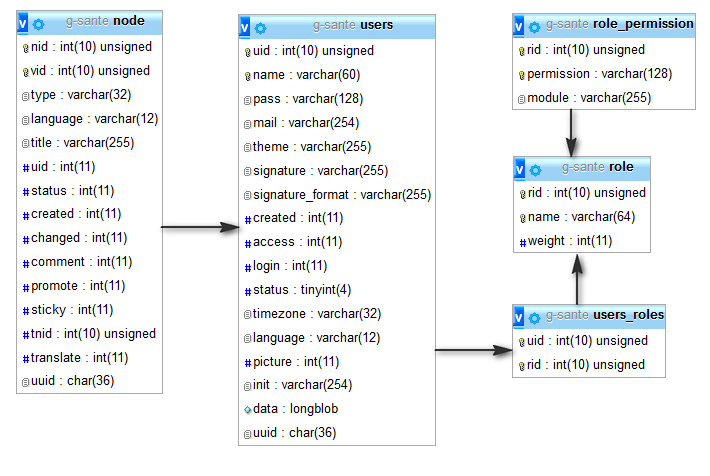 g-sante node
nid : int(10) unsigned
vid : int(10) unsigned
type : varchar(32)
language : varchar(12)
title : varchar(255)
uid : int(11)
status : int(11)
created : int(11)
changed : int(11)
comment : int(11)
promote : int(11)
sticky : int(11)
tnid : int(10) unsigned
translate : int(11)
uuid : char(36)
g-sante users
uid : int(10) unsigned
name : varchar(60)
pass : varchar(128)
mail : varchar(254)
theme : varchar(255)
signature : varchar(255)
signature_format : varchar(255)
created : int(11)
access : int(11)
login : int(11)
status : tinyint(4)
timezone : varchar(32)
language : varchar(12)
picture : int(11)
init : varchar(254)
data : longblob
uuid : char(36)
g-sante role_permission
rid : int(10) unsigned
permission : varchar(128)
module : varchar(255)
g-sante role
rid : int(10) unsigned
name : varchar(64)
weight : int(11)
g-sante users_roles
uid : int(10) unsigned
rid : int(10) unsigned